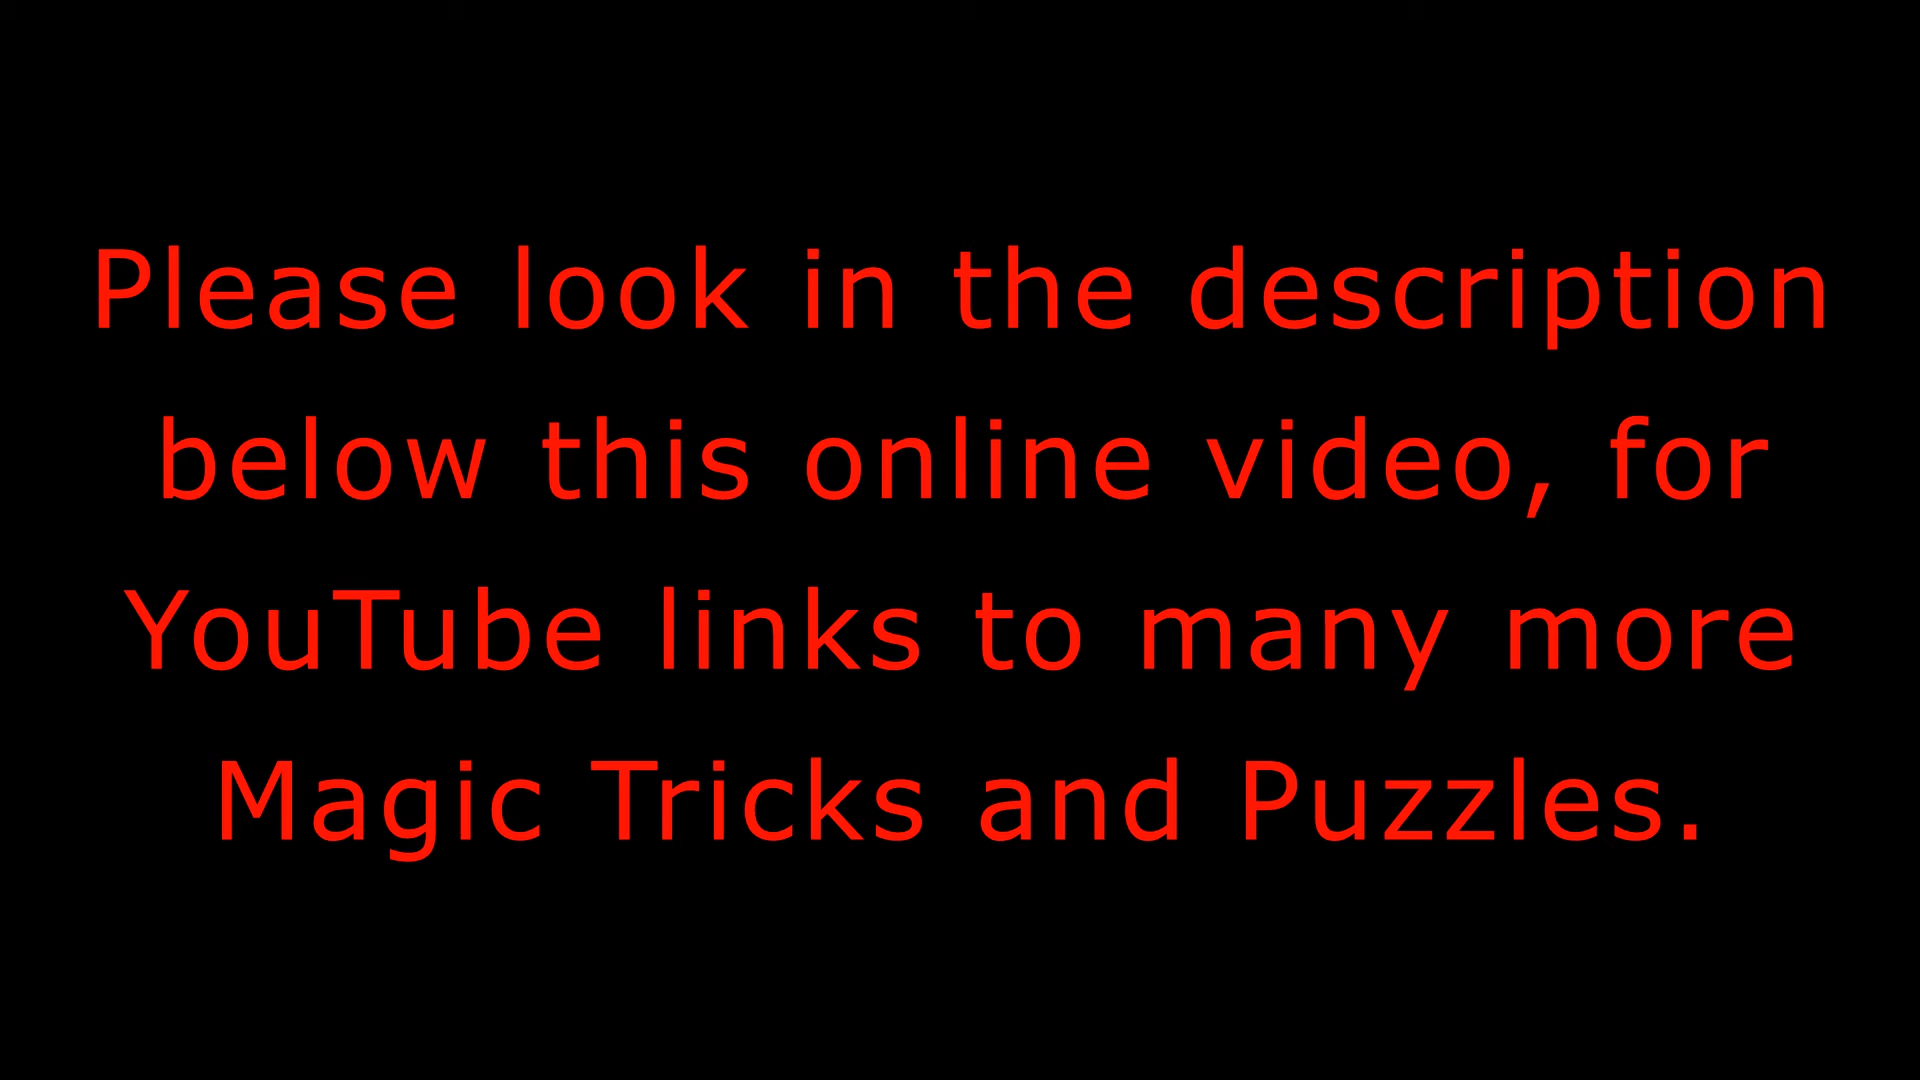 Please look in the description
below this online video, for
YouTube links to many more
Magic Tricks and Puzzles.